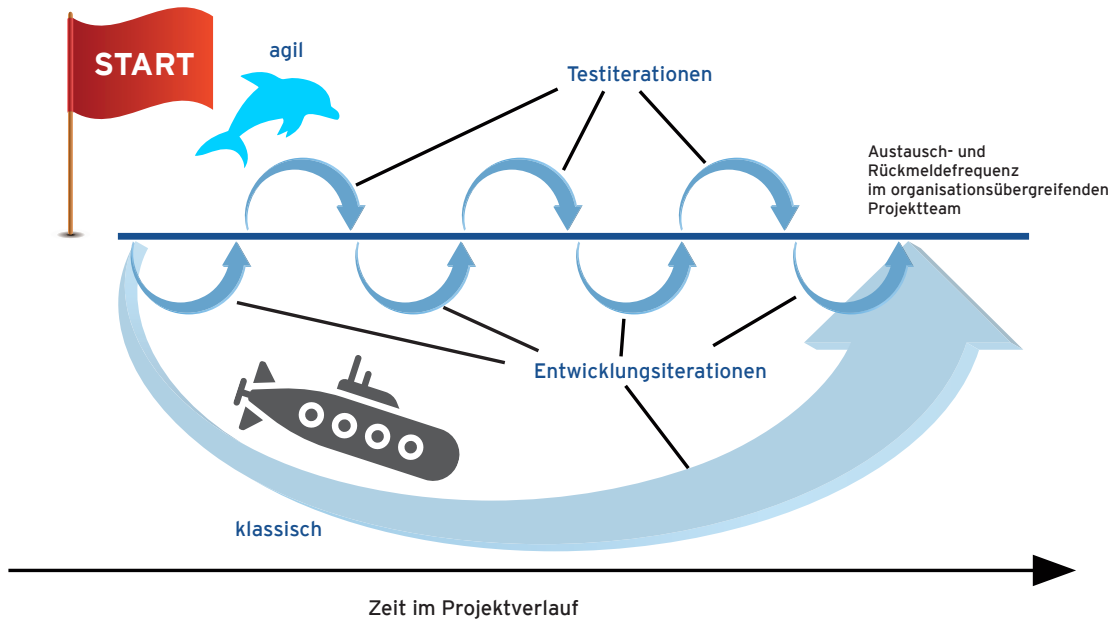 START
agil
Testiterationen
Austausch- und
Rückmeldefrequenz
im organisationsübergreifenden
Projektteam
Entwicklungsiterationen
klassisch
Zeit im Projektverlauf